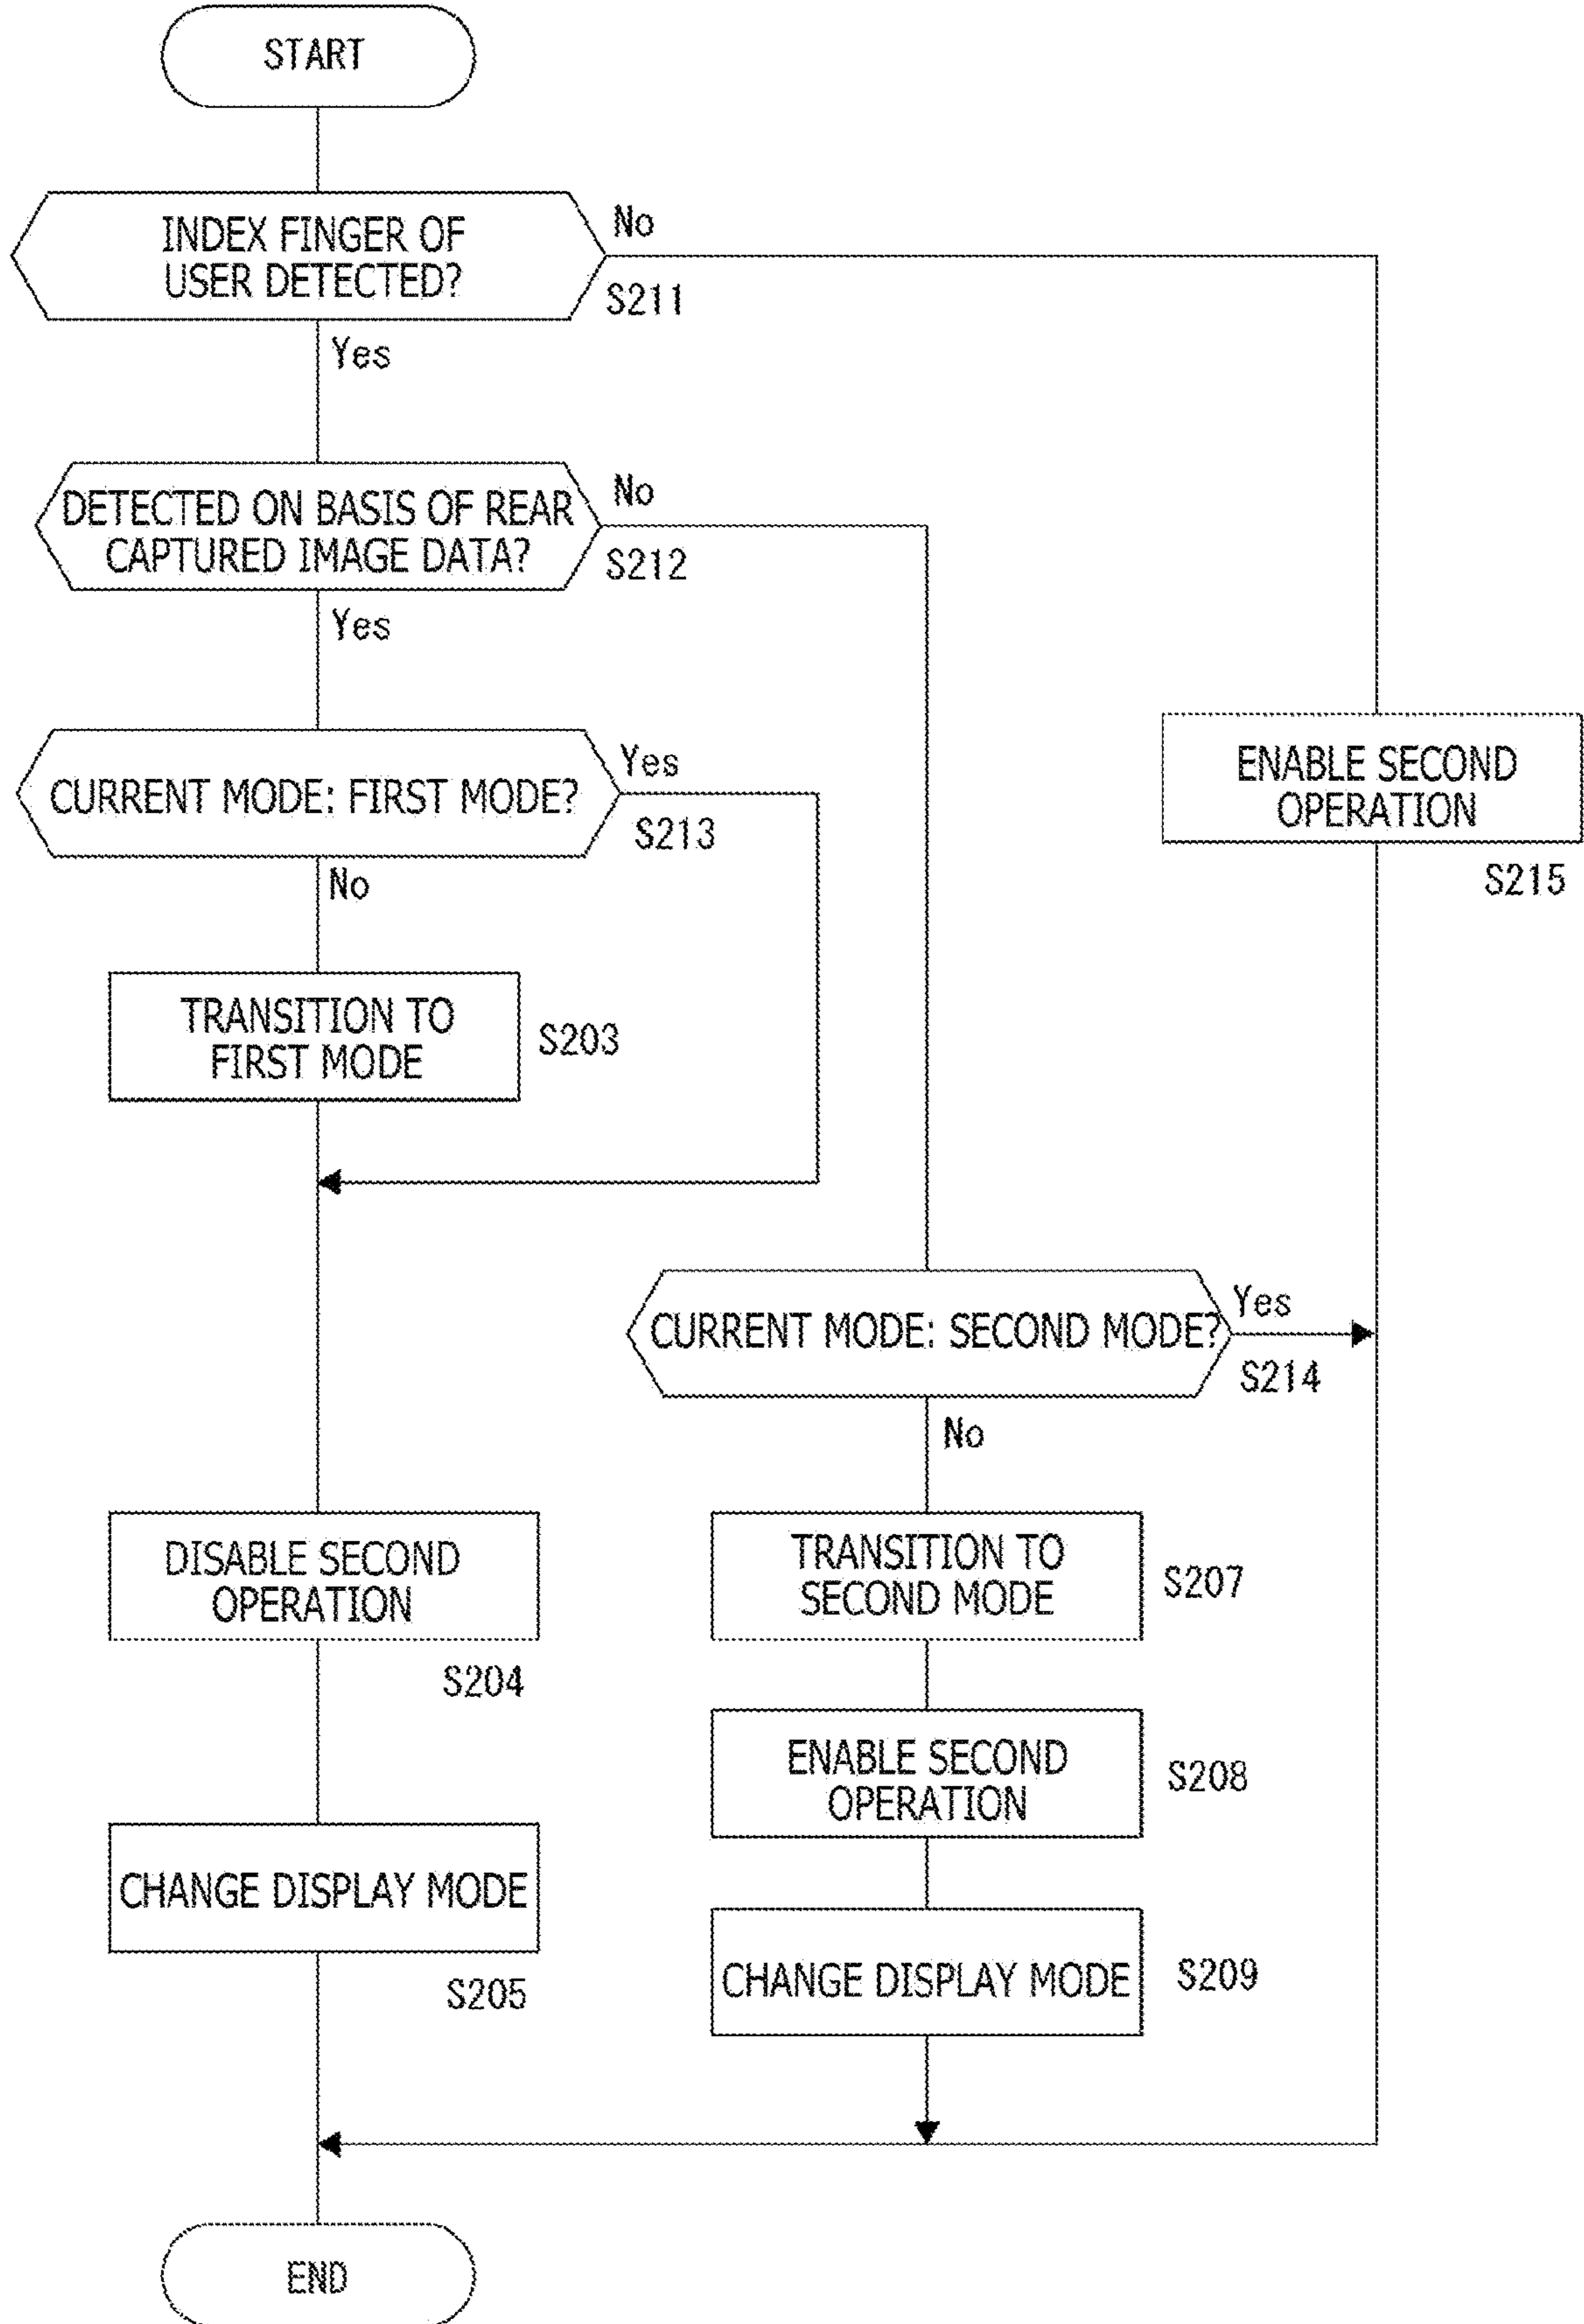 START
INDEX FINGER OF
USER DETECTED?
No
S211
Yes
DETECTED ON BASIS OF REAR
CAPTURED IMAGE DATA?
No
S212
Yes
CURRENT MODE: FIRST MODE?
Yes
S213
No
ENABLE SECOND
OPERATION
S215
TRANSITION TO
FIRST MODE
S203
CURRENT MODE: SECOND MODE?
Yes
S214
No
DISABLE SECOND
OPERATION
S204
TRANSITION TO
SECOND MODE
S207
ENABLE SECOND
OPERATION
S208
CHANGE DISPLAY MODE
S205
CHANGE DISPLAY MODE
S209
END